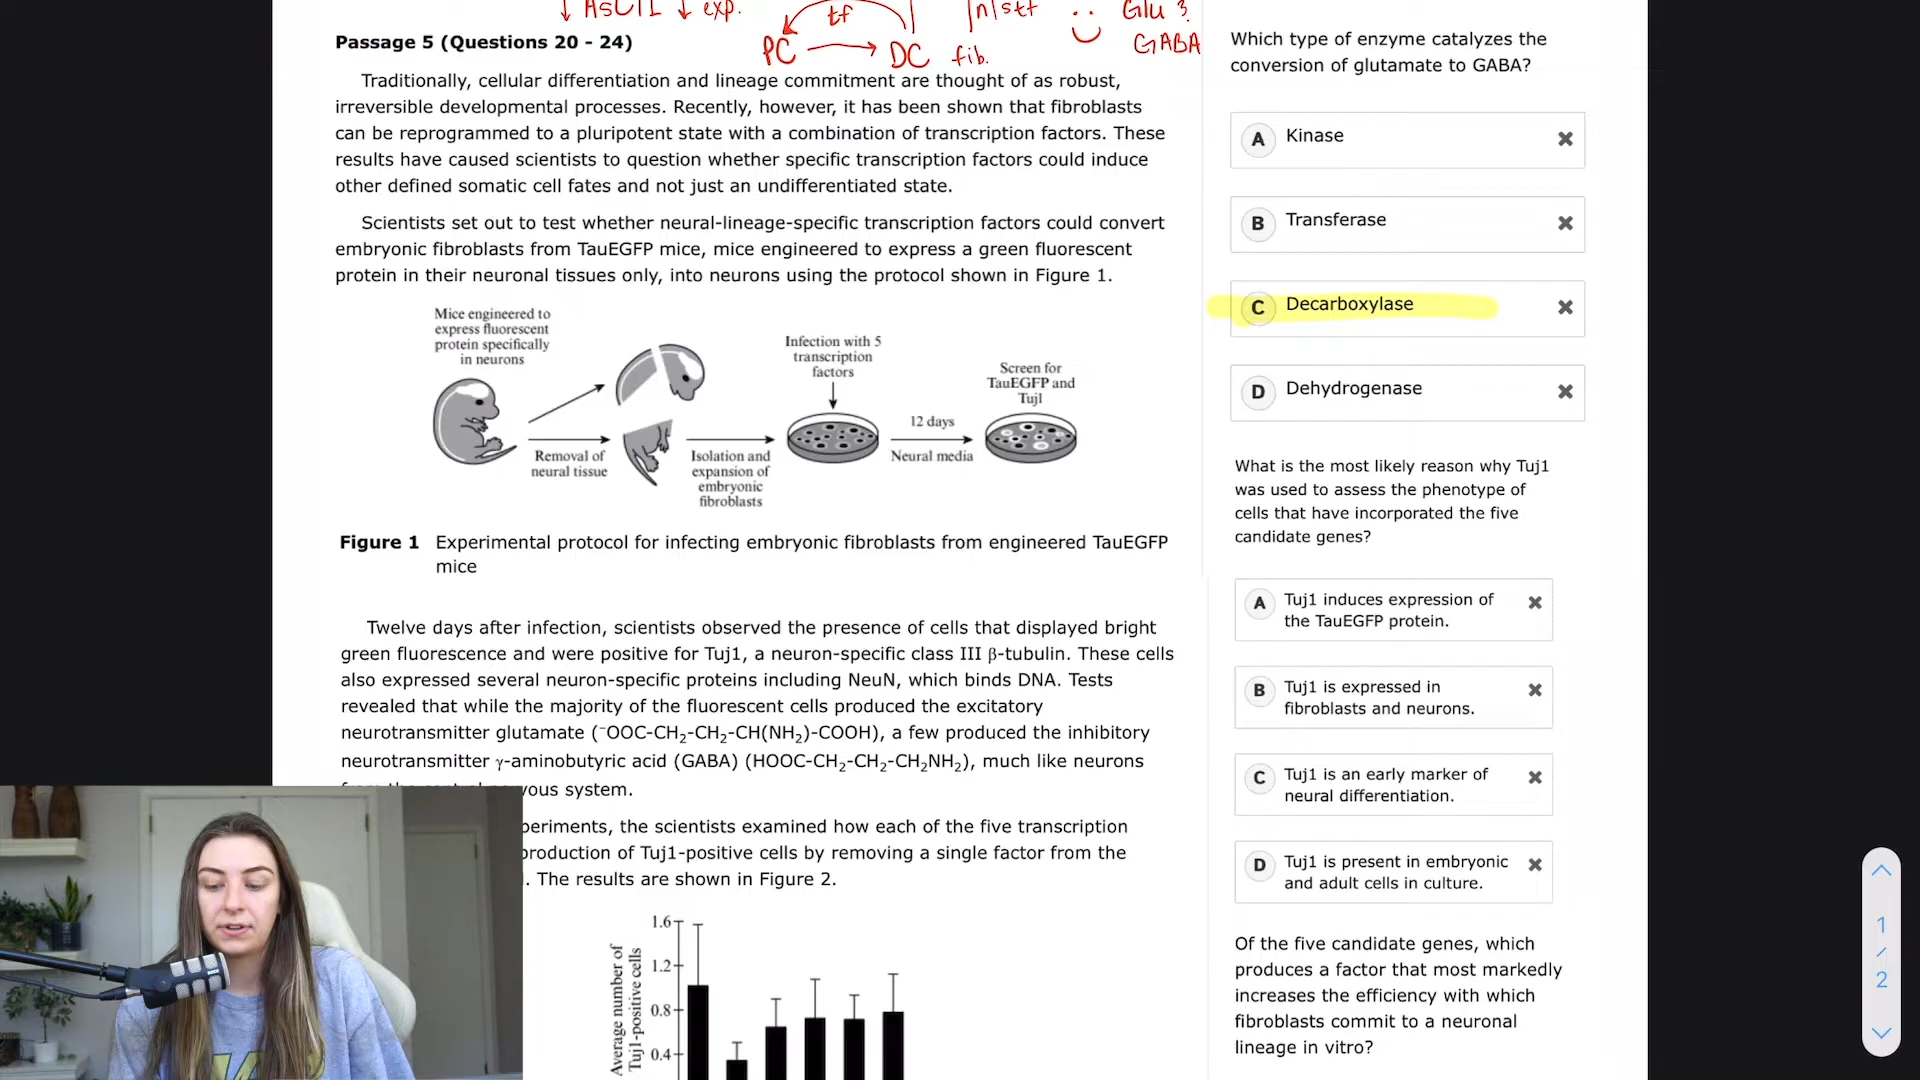 ↓ Ascl1 ↓ exp.
tf
n|stf
Glu ?
PC → DC fib.
GABA
Passage 5 (Questions 20 - 24)
Traditionally, cellular differentiation and lineage commitment are thought of as robust,
irreversible developmental processes. Recently, however, it has been shown that fibroblasts
can be reprogrammed to a pluripotent state with a combination of transcription factors. These
results have caused scientists to question whether specific transcription factors could induce
other defined somatic cell fates and not just an undifferentiated state.
Scientists set out to test whether neural-lineage-specific transcription factors could convert
embryonic fibroblasts from TauEGFP mice, mice engineered to express a green fluorescent
protein in their neuronal tissues only, into neurons using the protocol shown in Figure 1.
Mice engineered to
express fluorescent
protein specifically
in neurons
Removal of
neural tissue
Isolation and
expansion of
embryonic
fibroblasts
Infection with 5
transcription
factors
12 days
Neural media
Screen for
TauEGFP and
Tuj1
Figure 1 Experimental protocol for infecting embryonic fibroblasts from engineered TauEGFP
mice
Twelve days after infection, scientists observed the presence of cells that displayed bright
green fluorescence and were positive for Tuj1, a neuron-specific class III β-tubulin. These cells
also expressed several neuron-specific proteins including NeuN, which binds DNA. Tests
revealed that while the majority of the fluorescent cells produced the excitatory
neurotransmitter glutamate (⁻OOC-CH₂-CH₂-CH(NH₂)-COOH), a few produced the inhibitory
neurotransmitter γ-aminobutyric acid (GABA) (HOOC-CH₂-CH₂-CH₂NH₂), much like neurons
vous system.
periments, the scientists examined how each of the five transcription
production of Tuj1-positive cells by removing a single factor from the
. The results are shown in Figure 2.
Average number of
Tuj1-positive cells
1.6
1.2
0.8
0.4
Which type of enzyme catalyzes the
conversion of glutamate to GABA?
A Kinase
B Transferase
C Decarboxylase
D Dehydrogenase
What is the most likely reason why Tuj1
was used to assess the phenotype of
cells that have incorporated the five
candidate genes?
A Tuj1 induces expression of
the TauEGFP protein.
B Tuj1 is expressed in
fibroblasts and neurons.
C Tuj1 is an early marker of
neural differentiation.
D Tuj1 is present in embryonic
and adult cells in culture.
Of the five candidate genes, which
produces a factor that most markedly
increases the efficiency with which
fibroblasts commit to a neuronal
lineage in vitro?
1
/
2